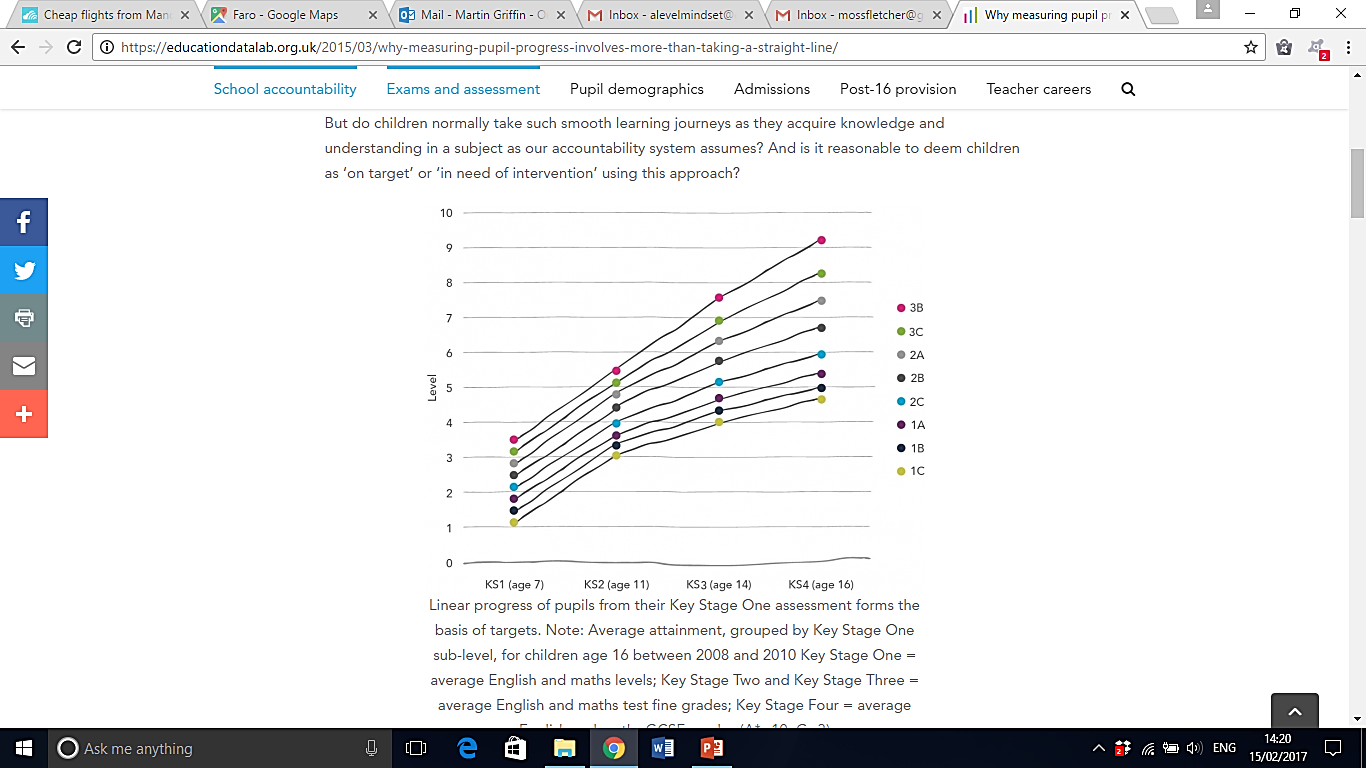 Cheap flights from Man
Faro - Google Maps
Mail - Martin Griffin - O
Inbox - alevelmindset@
Inbox - mossfletcher@g
Why measuring pupil pr
https://educationdatalab.org.uk/2015/03/why-measuring-pupil-progress-involves-more-than-taking-a-straight-line/
2
School accountability
Exams and assessment
Pupil demographics
Admissions
Post-16 provision
Teacher careers
But do children normally take such smooth learning journeys as they acquire knowledge and
understanding in a subject as our accountability system assumes? And is it reasonable to deem children
as ‘on target’ or ‘in need of intervention’ using this approach?
10
9
8
7
6
5
4
3
2
1
0
Level
3B
3C
2A
2B
2C
1A
1B
1C
KS1 (age 7)
KS2 (age 11)
KS3 (age 14)
KS4 (age 16)
Linear progress of pupils from their Key Stage One assessment forms the
basis of targets. Note: Average attainment, grouped by Key Stage One
sub-level, for children age 16 between 2008 and 2010 Key Stage One =
average English and maths levels; Key Stage Two and Key Stage Three =
average English and maths test fine grades; Key Stage Four = average
Ask me anything
ENG
14:20
15/02/2017